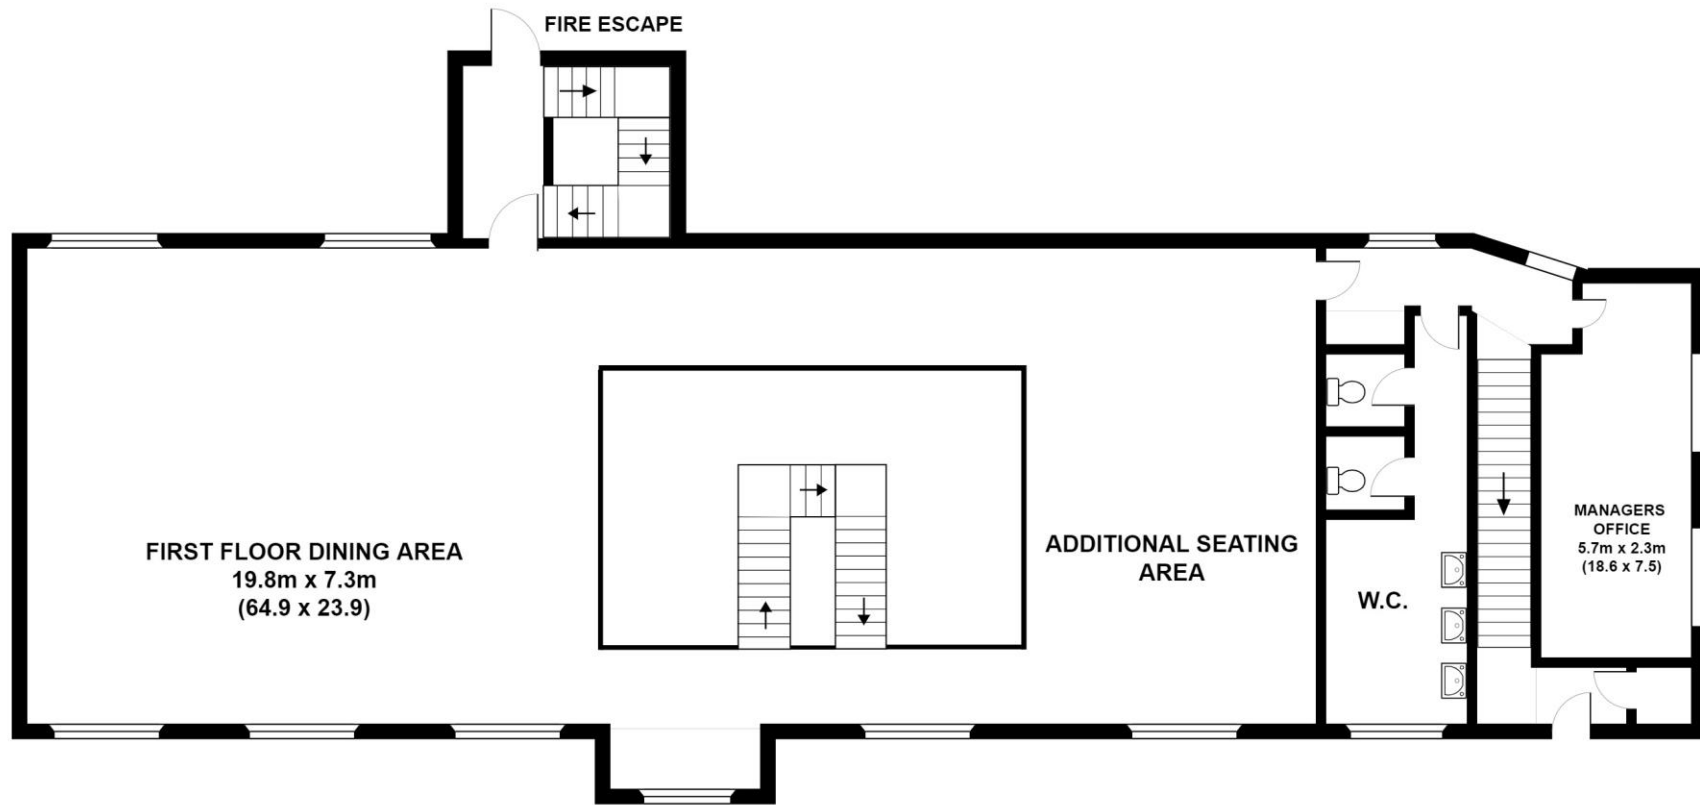 FIRE ESCAPE
FIRST FLOOR DINING AREA
19.8m x 7.3m
(64.9 x 23.9)
ADDITIONAL SEATING
AREA
W.C.
MANAGERS
OFFICE
5.7m x 2.3m
(18.6 x 7.5)